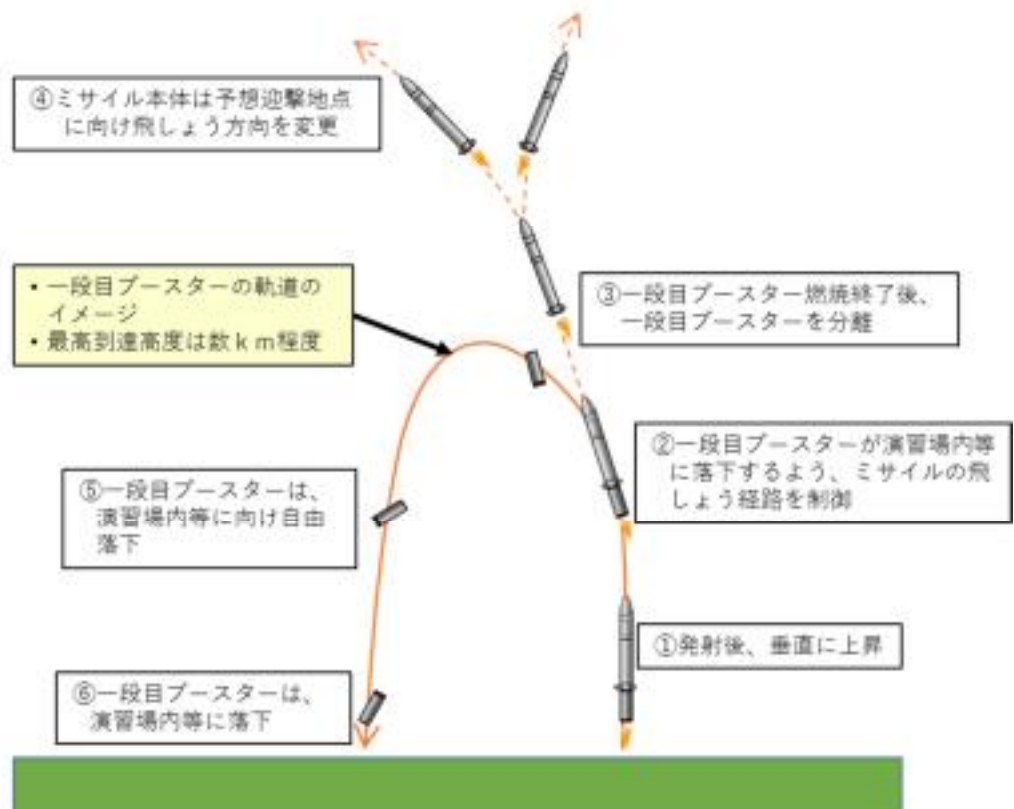 ④ミサイル本体は予想迎撃地点
に向け飛しょう方向を変更
・一段目ブースターの軌道の
イメージ
・最高到達高度は数ｋｍ程度
③一段目ブースター燃焼終了後、
一段目ブースターを分離
②一段目ブースターが演習場内等
に落下するよう、ミサイルの飛
しょう経路を制御
⑤一段目ブースターは、
演習場内等に向け自由
落下
①発射後、垂直に上昇
⑥一段目ブースターは、
演習場内等に落下